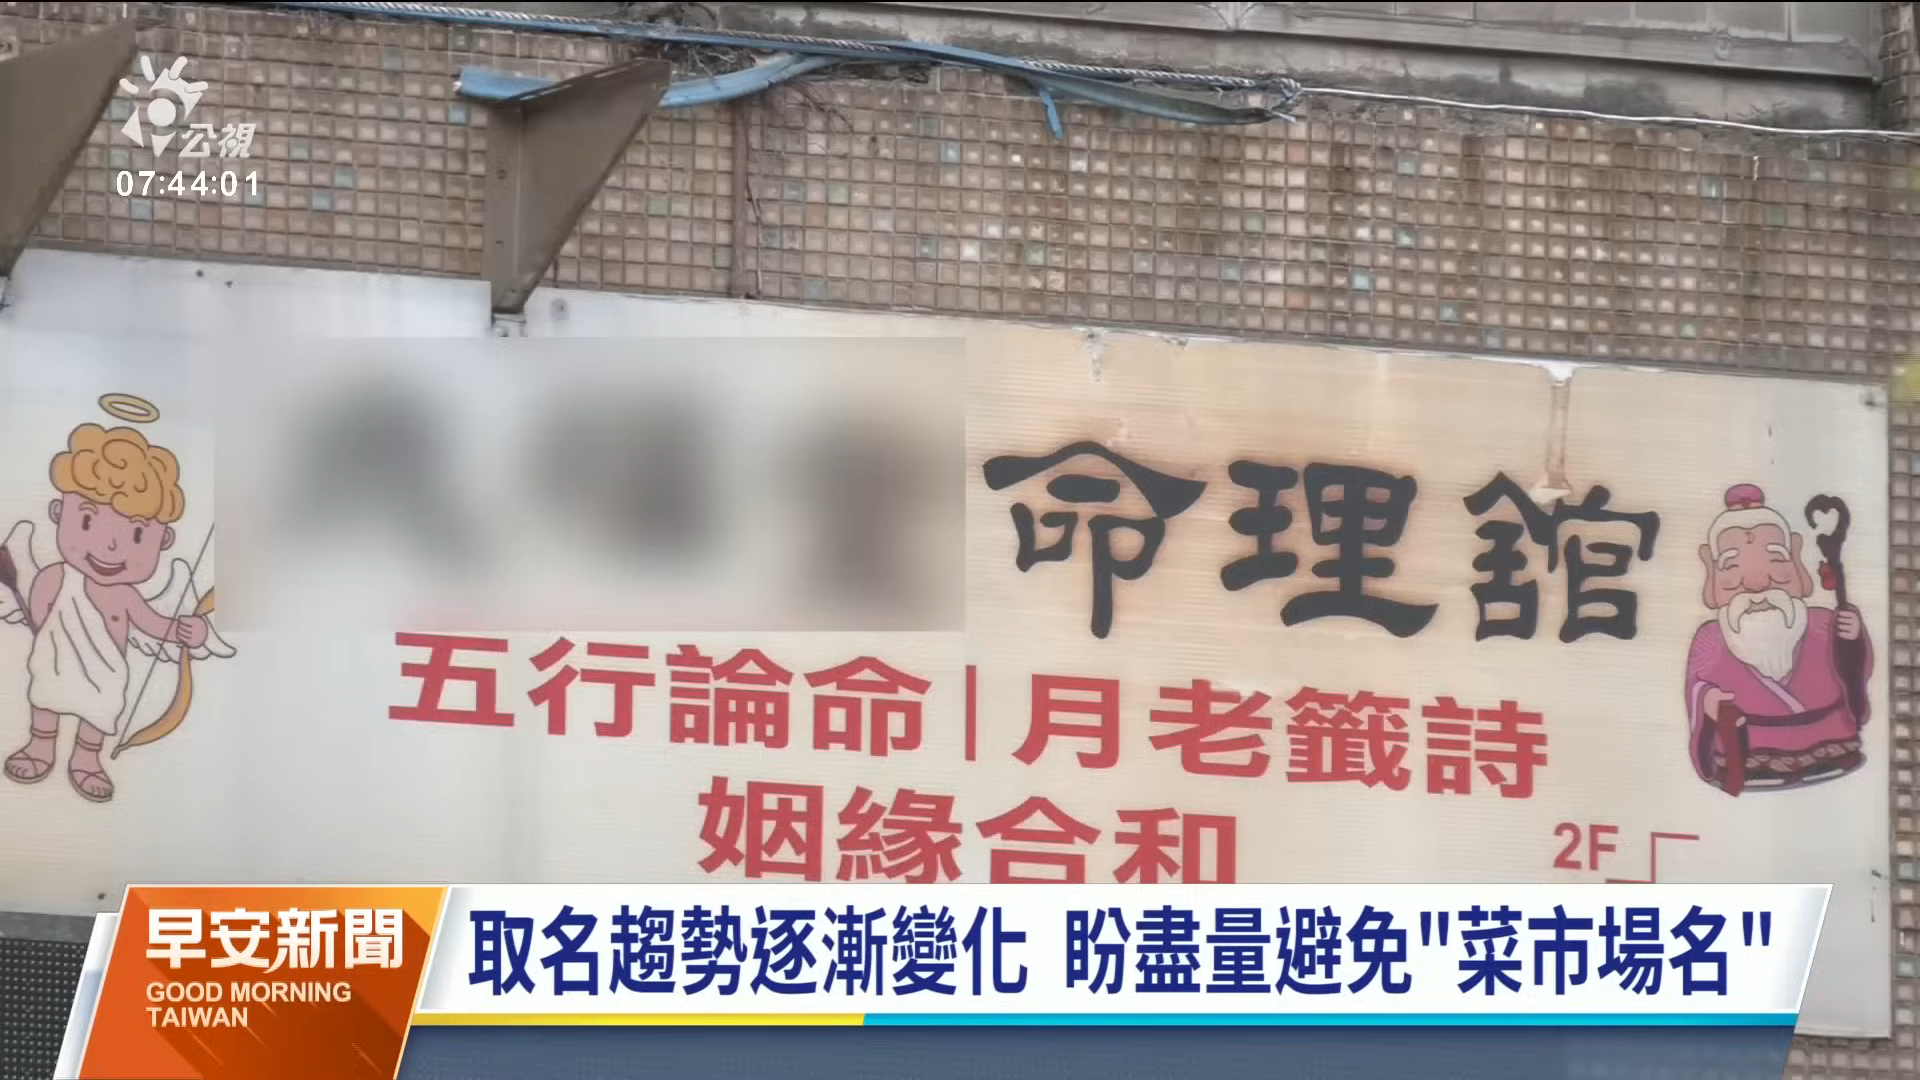 公視
07:44:01
命理舘
五行論命|月老籤詩
姻緣合和
2F
早安新聞
GOOD MORNING
TAIWAN
取名趨勢逐漸變化 盼盡量避免"菜市場名"